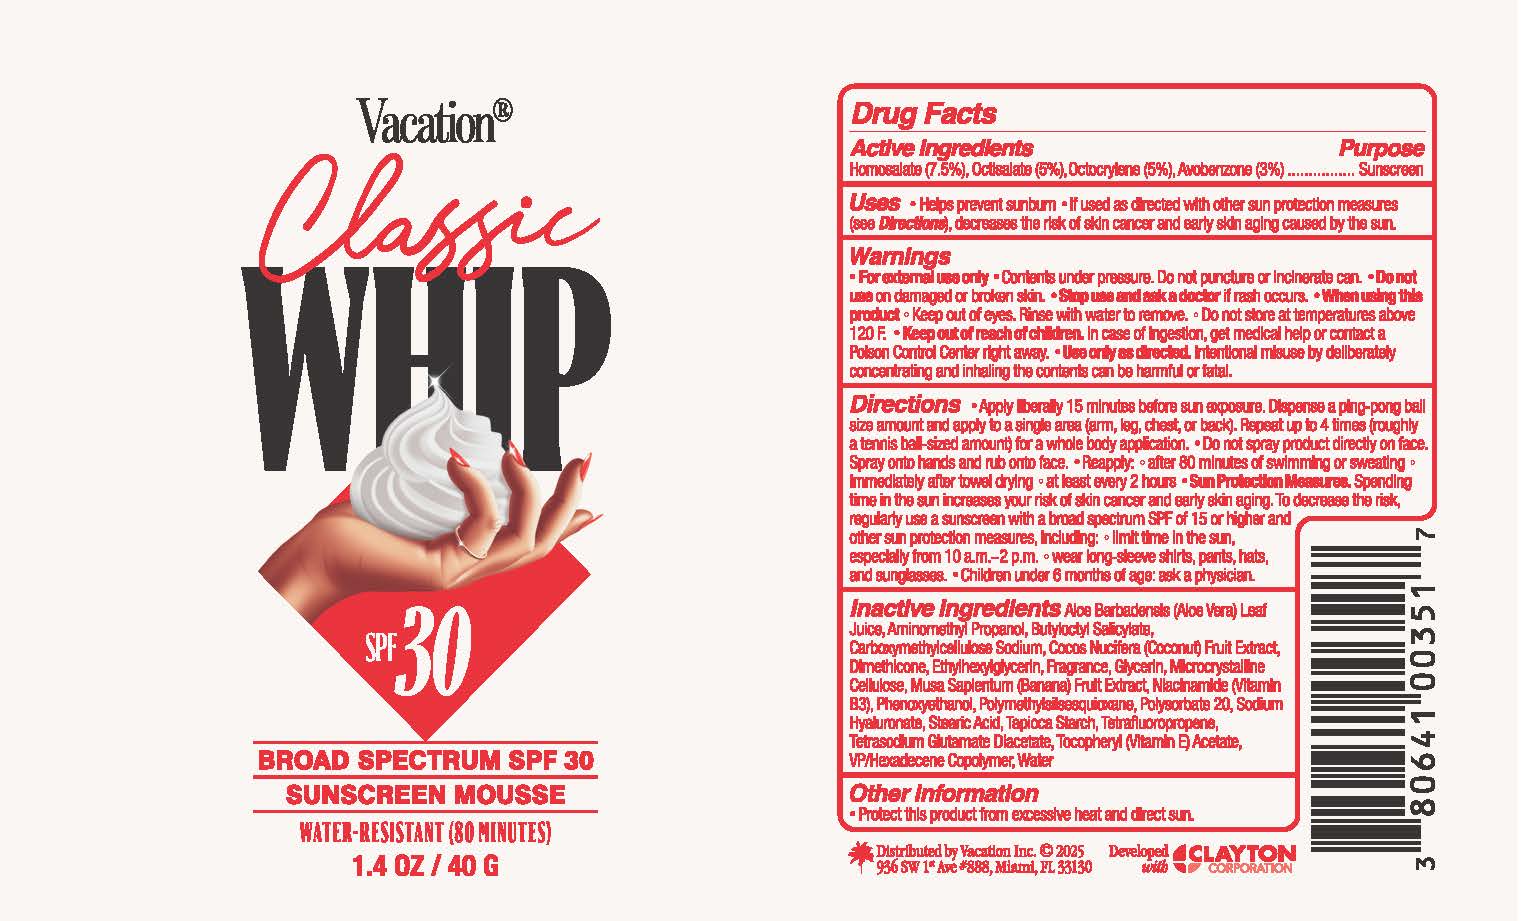 Vacation®
Classic
WHIP
SPF 30
BROAD SPECTRUM SPF 30
SUNSCREEN MOUSSE
WATER-RESISTANT (80 MINUTES)
1.4 OZ / 40 G
Drug Facts
Active Ingredients Purpose
Homosalate (7.5%), Octisalate (5%), Octocrylene (5%), Avobenzone (3%) ................ Sunscreen
Uses • Helps prevent sunburn • If used as directed with other sun protection measures
(see Directions), decreases the risk of skin cancer and early skin aging caused by the sun.
Warnings
• For external use only • Contents under pressure. Do not puncture or incinerate can. • Do not
use on damaged or broken skin. • Stop use and ask a doctor if rash occurs. • When using this
product ◦ Keep out of eyes. Rinse with water to remove. ◦ Do not store at temperatures above
120 F. • Keep out of reach of children. In case of ingestion, get medical help or contact a
Poison Control Center right away. • Use only as directed. Intentional misuse by deliberately
concentrating and inhaling the contents can be harmful or fatal.
Directions • Apply liberally 15 minutes before sun exposure. Dispense a ping-pong ball
size amount and apply to a single area (arm, leg, chest, or back). Repeat up to 4 times (roughly
a tennis ball-sized amount) for a whole body application. • Do not spray product directly on face.
Spray onto hands and rub onto face. • Reapply: ◦ after 80 minutes of swimming or sweating ◦
immediately after towel drying ◦ at least every 2 hours • Sun Protection Measures. Spending
time in the sun increases your risk of skin cancer and early skin aging. To decrease the risk,
regularly use a sunscreen with a broad spectrum SPF of 15 or higher and
other sun protection measures, including: ◦ limit time in the sun,
especially from 10 a.m.–2 p.m. ◦ wear long-sleeve shirts, pants, hats,
and sunglasses. • Children under 6 months of age: ask a physician.
Inactive Ingredients Aloe Barbadensis (Aloe Vera) Leaf
Juice, Aminomethyl Propanol, Butyloctyl Salicylate,
Carboxymethylcellulose Sodium, Cocos Nucifera (Coconut) Fruit Extract,
Dimethicone, Ethylhexylglycerin, Fragrance, Glycerin, Microcrystalline
Cellulose, Musa Sapientum (Banana) Fruit Extract, Niacinamide (Vitamin
B3), Phenoxyethanol, Polymethylsilsesquioxane, Polysorbate 20, Sodium
Hyaluronate, Stearic Acid, Tapioca Starch, Tetrafluoropropene,
Tetrasodium Glutamate Diacetate, Tocopheryl (Vitamin E) Acetate,
VP/Hexadecene Copolymer, Water
Other Information
• Protect this product from excessive heat and direct sun.
Distributed by Vacation Inc. © 2025
936 SW 1st Ave #888, Miami, FL 33130
Developed
with
CLAYTON
CORPORATION
3 80641 00351 7